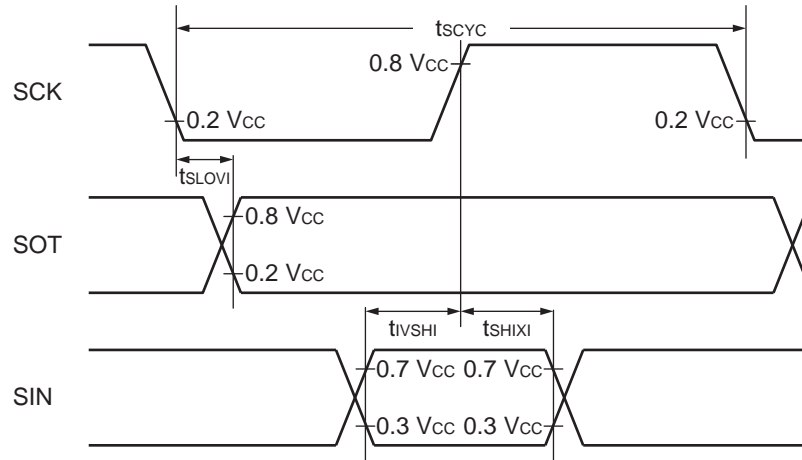 tSCYC
SCK
0.8 VCC
0.2 VCC
0.2 VCC
tSLOVI
SOT
0.8 VCC
0.2 VCC
tIVSHI
tSHIXI
SIN
0.7 VCC 0.7 VCC
0.3 VCC 0.3 VCC